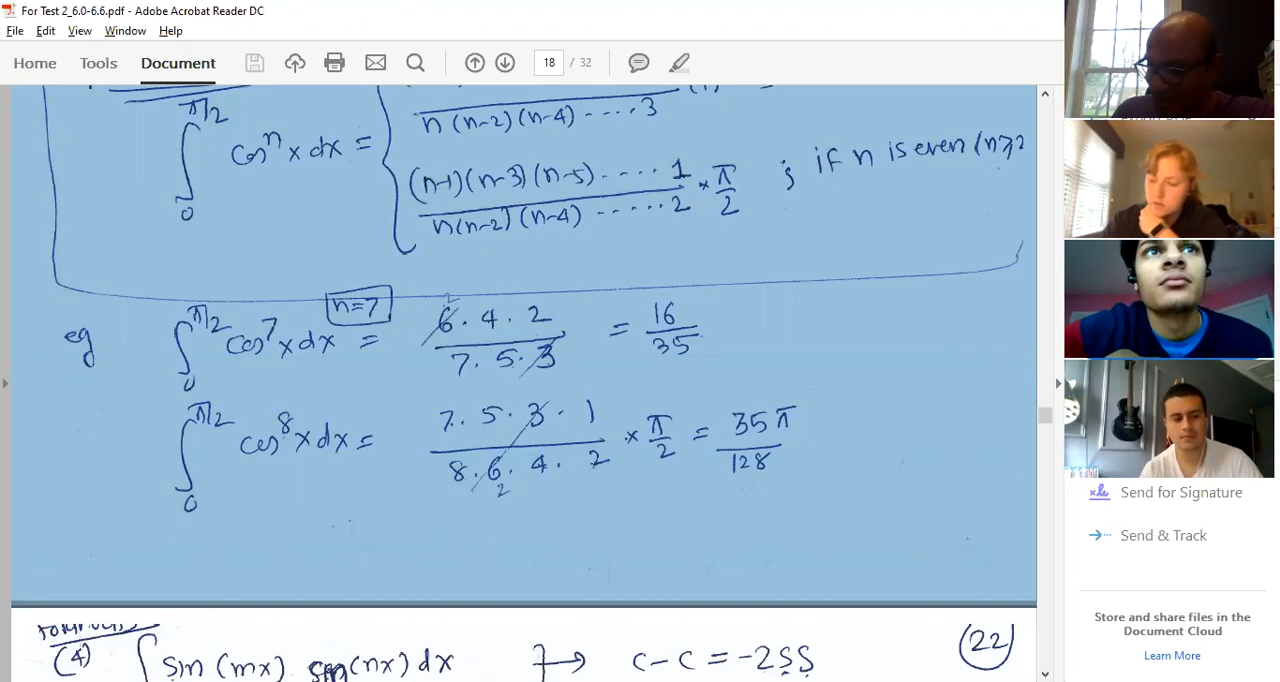 For Test 2_6.0-6.6.pdf - Adobe Acrobat Reader DC
File Edit View Window Help
Home Tools Document 18 / 32
n(n-2)(n-4) ..... 3
∫₀^{π/2} cosⁿ x dx =
(n-1)(n-3)(n-5) ..... 1 × π/2 ; if n is even (n≥2
n(n-2)(n-4) ...... 2
n=7
eg ∫₀^{π/2} cos⁷ x dx = 6·4·2 / 7·5·3 = 16/35
∫₀^{π/2} cos⁸ x dx = 7·5·3·1 / 8·6·4·2 × π/2 = 35π/128
(4) ∫ sin(mx) sin(nx) dx → C-C = -2SS (22)
Send for Signature
Send & Track
Store and share files in the
Document Cloud
Learn More